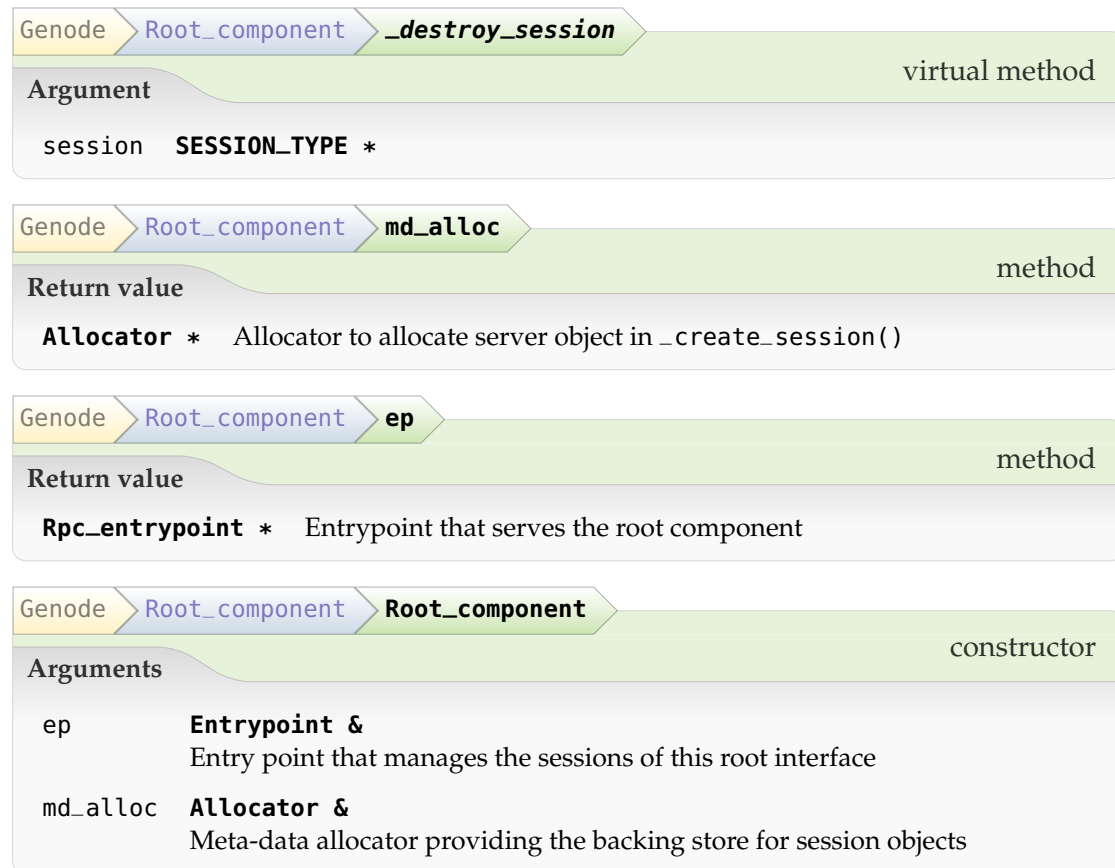 Genode Root_component _destroy_session
virtual method
Argument
session SESSION_TYPE *
Genode Root_component md_alloc
method
Return value
Allocator * Allocator to allocate server object in _create_session()
Genode Root_component ep
method
Return value
Rpc_entrypoint * Entrypoint that serves the root component
Genode Root_component Root_component
constructor
Arguments
ep Entrypoint &
Entry point that manages the sessions of this root interface
md_alloc Allocator &
Meta-data allocator providing the backing store for session objects